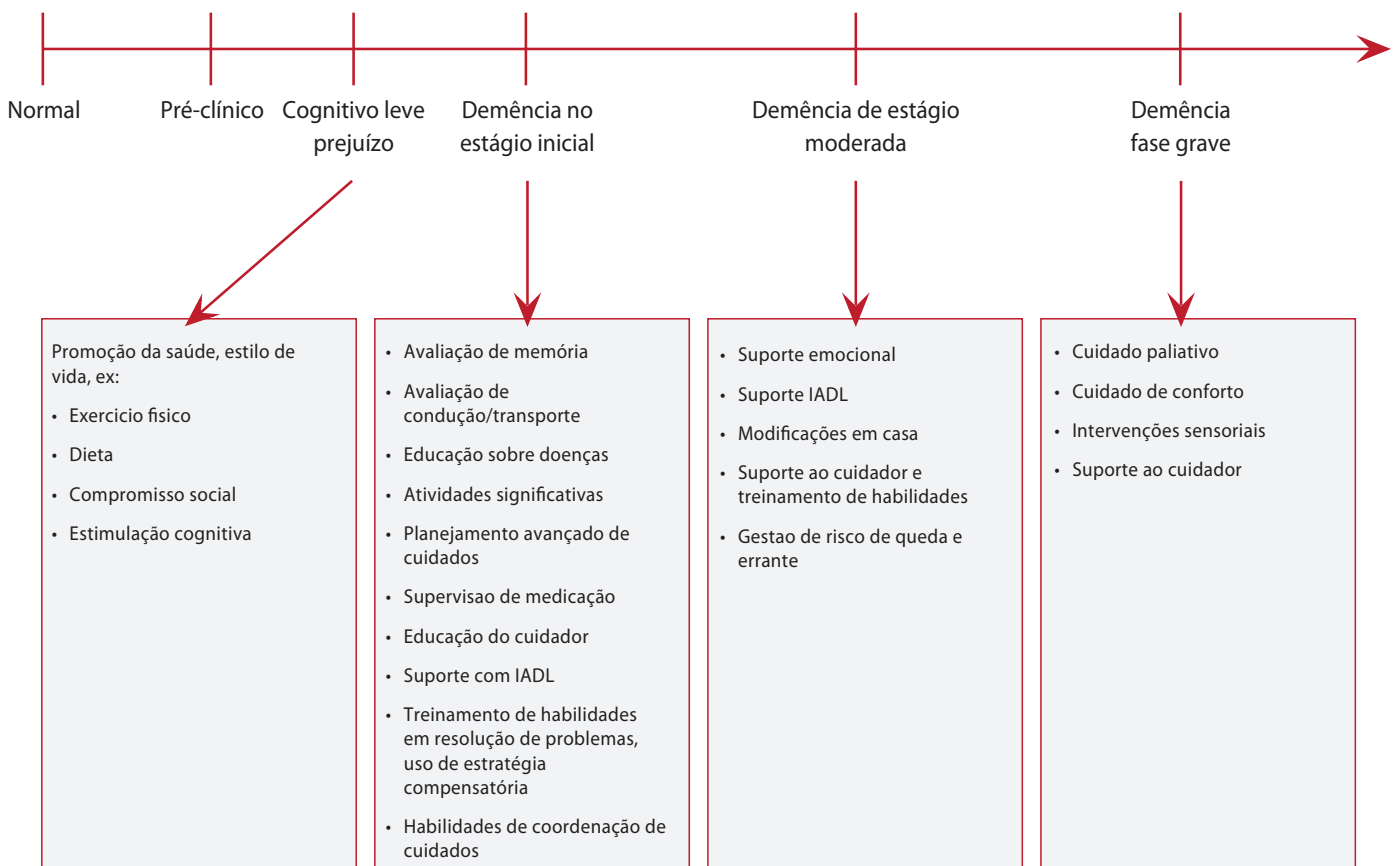 Normal
Pré-clínico
Cognitivo leve
prejuízo
Demência no
estágio inicial
Demência de estágio
moderada
Demência
fase grave
Promoção da saúde, estilo de
vida, ex:
• Exercicio fisico
• Dieta
• Compromisso social
• Estimulação cognitiva
• Avaliação de memória
• Avaliação de
condução/transporte
• Educação sobre doenças
• Atividades significativas
• Planejamento avançado de
cuidados
• Supervisao de medicação
• Educação do cuidador
• Suporte com IADL
• Treinamento de habilidades
em resolução de problemas,
uso de estratégia
compensatória
• Habilidades de coordenação de
cuidados
• Suporte emocional
• Suporte IADL
• Modificações em casa
• Suporte ao cuidador e
treinamento de habilidades
• Gestao de risco de queda e
errante
• Cuidado paliativo
• Cuidado de conforto
• Intervenções sensoriais
• Suporte ao cuidador